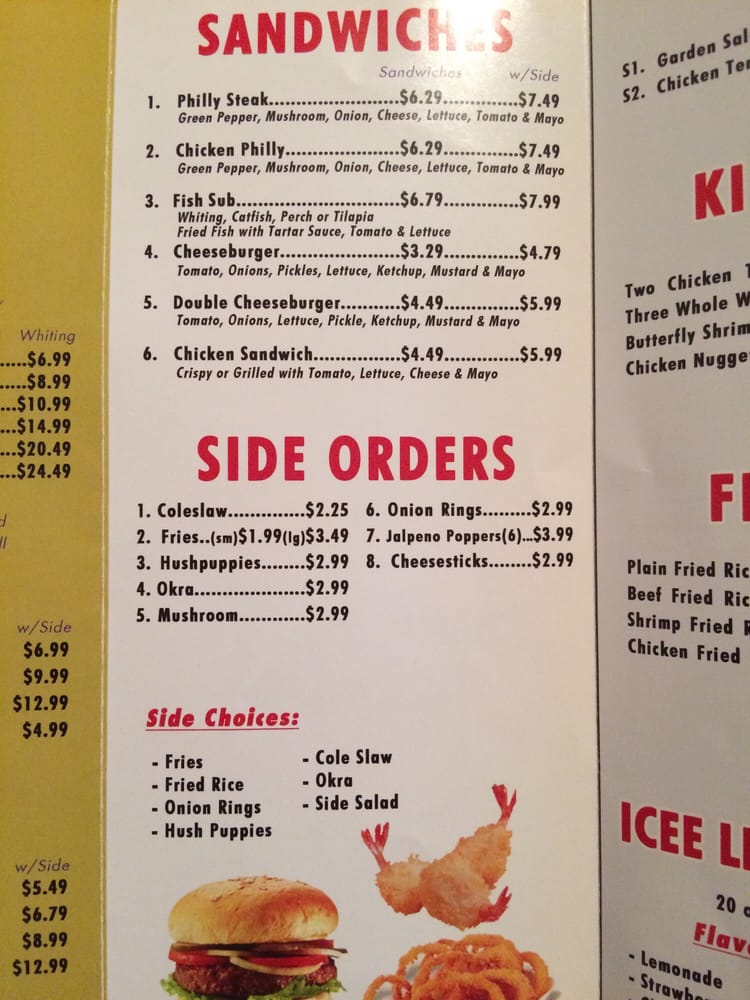 Whiting
.....$6.99
....$8.99
...$10.99
...$14.99
...$20.49
...$24.49
w/Side
$6.99
$9.99
$12.99
$4.99
w/Side
$5.49
$6.79
$8.99
$12.99
SANDWICHES
Sandwiches w/Side
1. Philly Steak..........................$6.29...............$7.49
Green Pepper, Mushroom, Onion, Cheese, Lettuce, Tomato & Mayo
2. Chicken Philly.......................$6.29...............$7.49
Green Pepper, Mushroom, Onion, Cheese, Lettuce, Tomato & Mayo
3. Fish Sub.................................$6.79...............$7.99
Whiting, Catfish, Perch or Tilapia
Fried Fish with Tartar Sauce, Tomato & Lettuce
4. Cheeseburger........................$3.29...............$4.79
Tomato, Onions, Pickles, Lettuce, Ketchup, Mustard & Mayo
5. Double Cheeseburger............$4.49...............$5.99
Tomato, Onions, Lettuce, Pickle, Ketchup, Mustard & Mayo
6. Chicken Sandwich.................$4.49...............$5.99
Crispy or Grilled with Tomato, Lettuce, Cheese & Mayo
SIDE ORDERS
1. Coleslaw..............$2.25
2. Fries..(sm)$1.99(lg)$3.49
3. Hushpuppies.........$2.99
4. Okra......................$2.99
5. Mushroom............$2.99
6. Onion Rings.........$2.99
7. Jalpeno Poppers(6)...$3.99
8. Cheesesticks........$2.99
Side Choices:
- Fries
- Fried Rice
- Onion Rings
- Hush Puppies
- Cole Slaw
- Okra
- Side Salad
S1. Garden Sal
S2. Chicken Ten
KI
Two Chicken T
Three Whole W
Butterfly Shrim
Chicken Nugge
Plain Fried Ric
Beef Fried Ric
Shrimp Fried R
Chicken Fried
ICEE L
20 o
Flavo
- Lemonade
- Strawbe